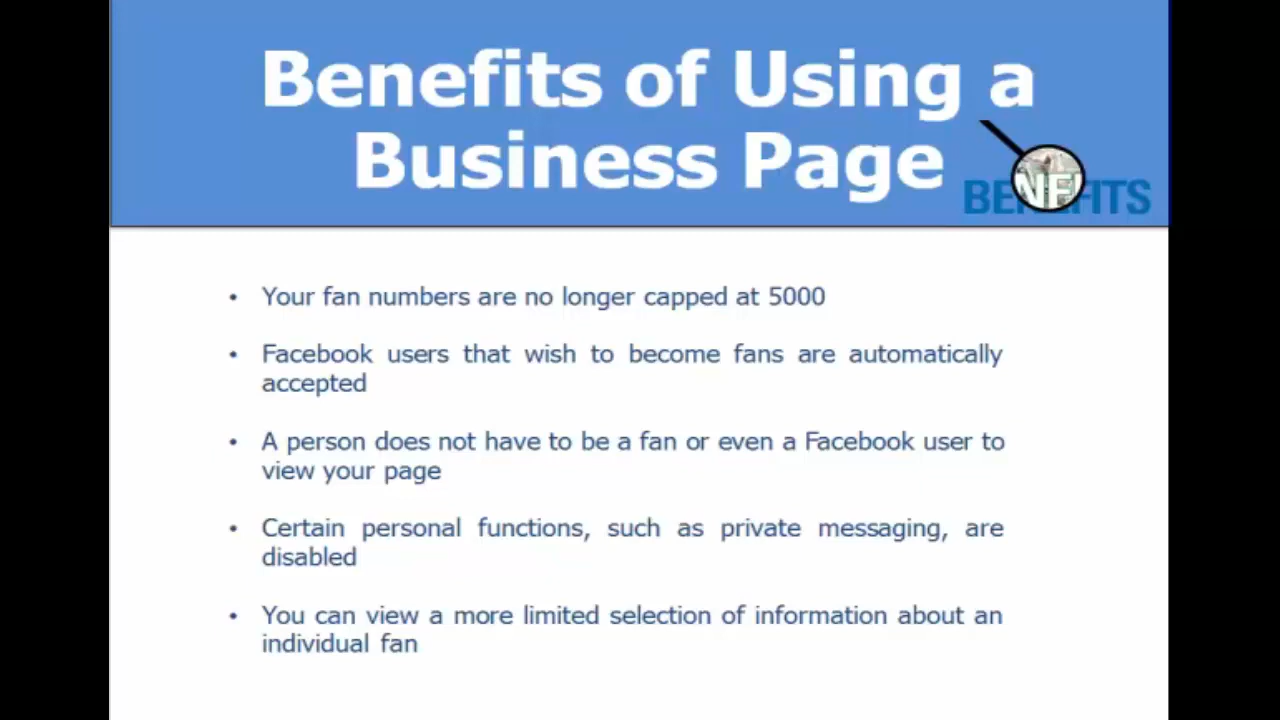 Benefits of Using a
Business Page
BENEFITS
• Your fan numbers are no longer capped at 5000
• Facebook users that wish to become fans are automatically
accepted
• A person does not have to be a fan or even a Facebook user to
view your page
• Certain personal functions, such as private messaging, are
disabled
• You can view a more limited selection of information about an
individual fan